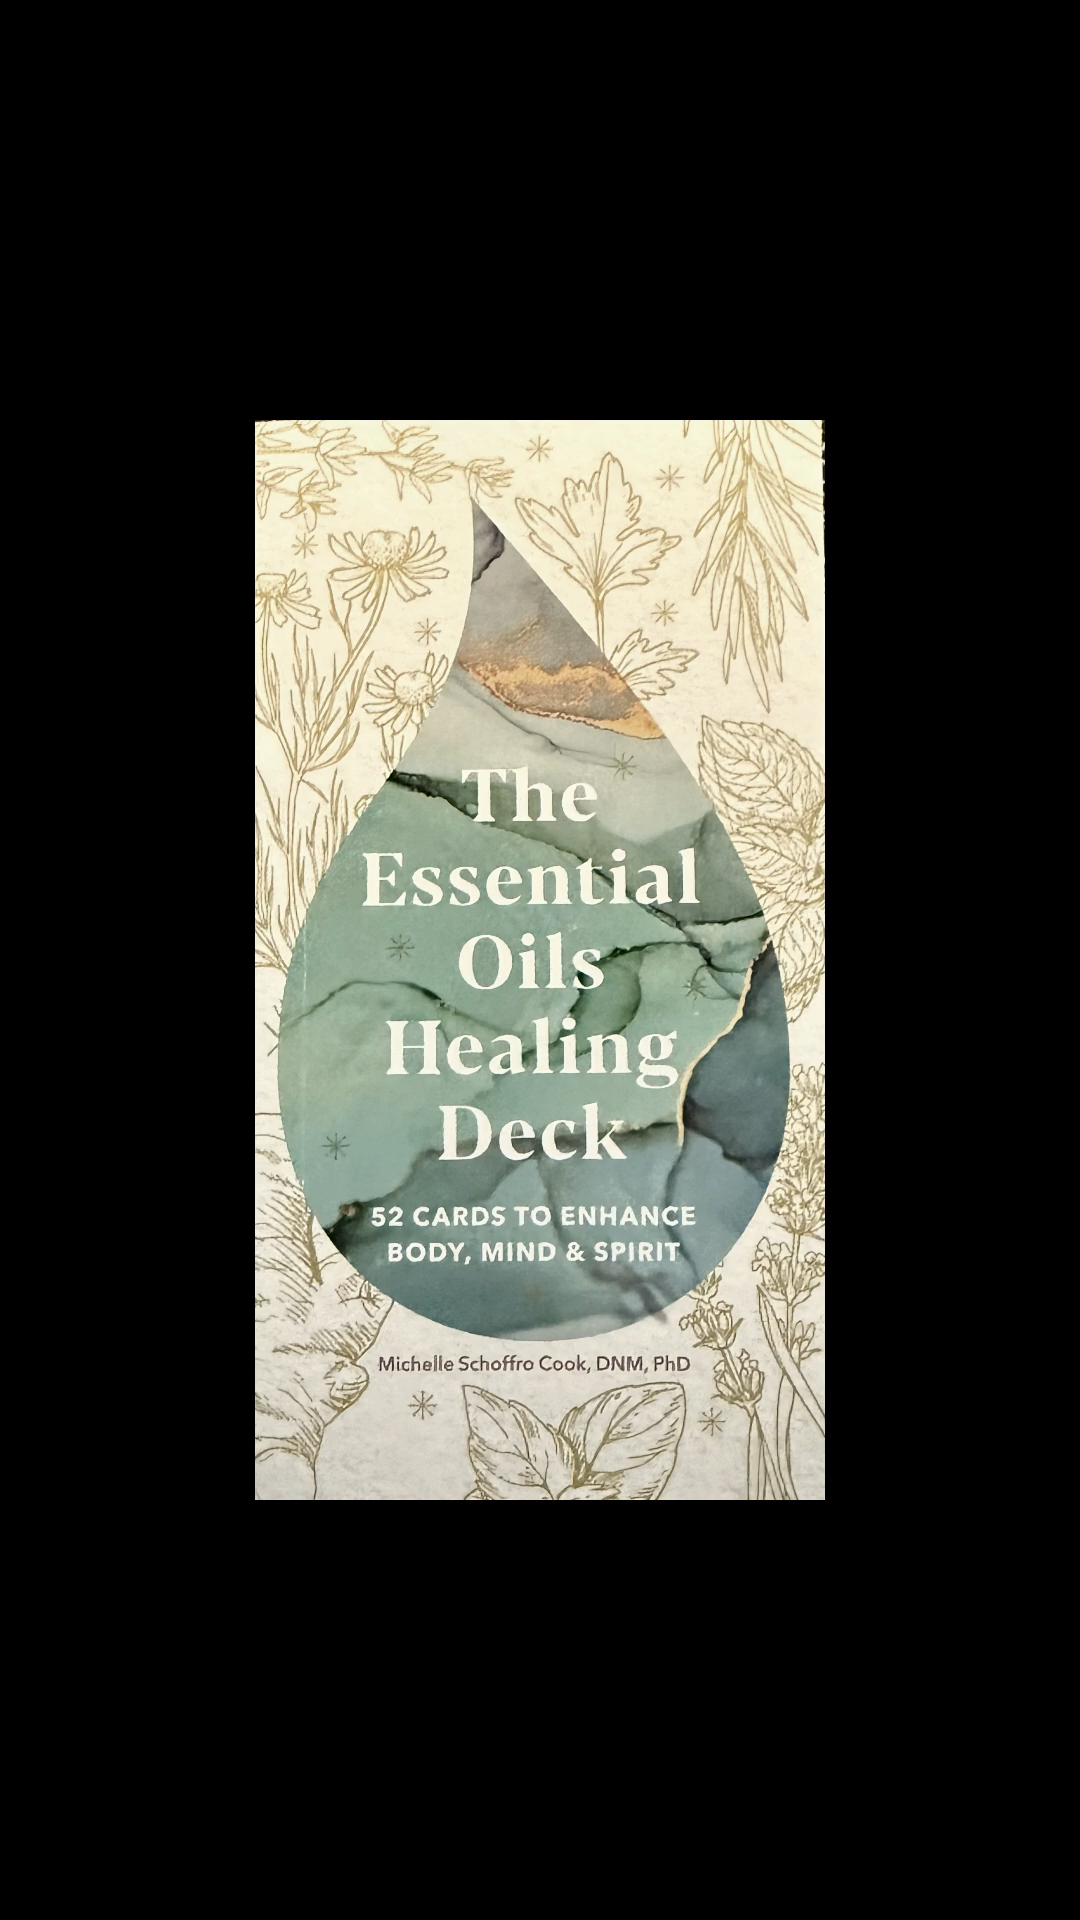 The
Essential
Oils
Healing
Deck
52 CARDS TO ENHANCE
BODY, MIND & SPIRIT
Michelle Schoffro Cook, DNM, PhD